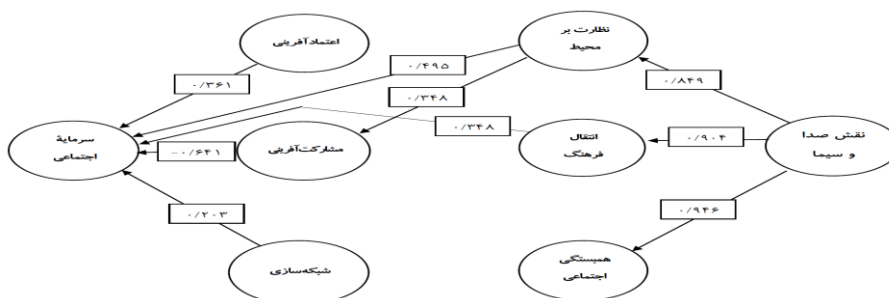 اعتمادآفرینی
نظارت بر
محیط
۰/۴۹۵
۰/۳۶۱
۰/۸۴۹
۰/۳۴۸
سرمایۀ
اجتماعی
-۰/۶۴۱
مشارکت‌آفرینی
۰/۳۴۸
انتقال
فرهنگ
۰/۹۰۴
نقش صدا
و سیما
۰/۲۰۳
۰/۹۴۶
شبکه‌سازی
همبستگی
اجتماعی